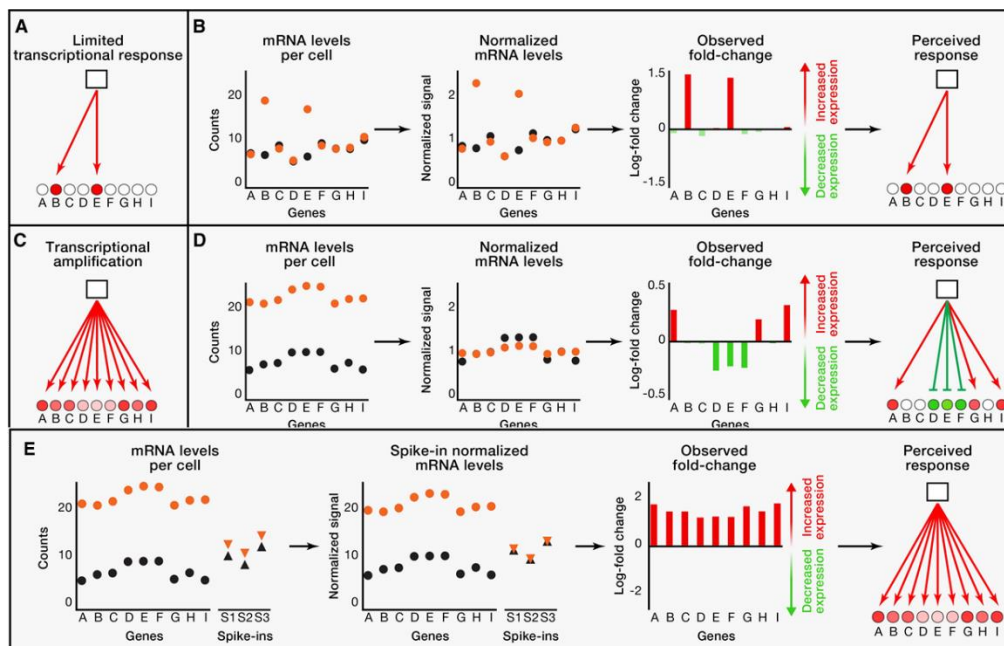 A
Limited
transcriptional response
A B C D E F G H I
B
mRNA levels
per cell
Counts
20
10
0
A B C D E F G H I
Genes
Normalized
mRNA levels
Normalized signal
2
1
0
A B C D E F G H I
Genes
Observed
fold-change
Log-fold change
1.5
0
-1.5
A B C D E F G H I
Genes
Increased
expression
Decreased
expression
Perceived
response
A B C D E F G H I
C
Transcriptional
amplification
A B C D E F G H I
D
mRNA levels
per cell
Counts
20
10
0
A B C D E F G H I
Genes
Normalized
mRNA levels
Normalized signal
2
1
0
A B C D E F G H I
Genes
Observed
fold-change
Log-fold change
0.5
0
-0.5
A B C D E F G H I
Genes
Increased
expression
Decreased
expression
Perceived
response
A B C D E F G H I
E
mRNA levels
per cell
Counts
20
10
0
A B C D E F G H I
Genes
S1 S2 S3
Spike-ins
Spike-in normalized
mRNA levels
Normalized signal
20
10
0
A B C D E F G H I
Genes
S1 S2 S3
Spike-ins
Observed
fold-change
Log-fold change
2
0
-2
A B C D E F G H I
Genes
Increased
expression
Decreased
expression
Perceived
response
A B C D E F G H I